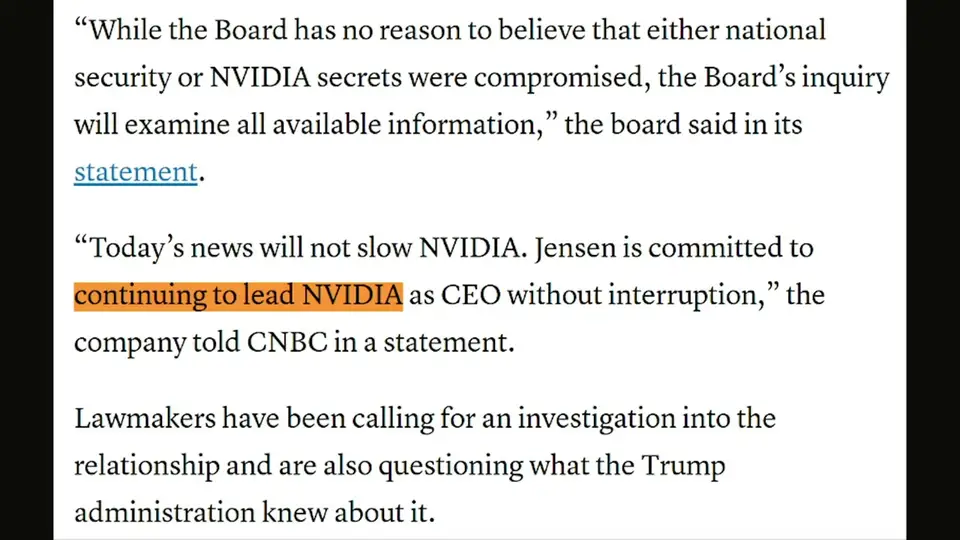 “While the Board has no reason to believe that either national
security or NVIDIA secrets were compromised, the Board’s inquiry
will examine all available information,” the board said in its
statement.
“Today’s news will not slow NVIDIA. Jensen is committed to
continuing to lead NVIDIA as CEO without interruption,” the
company told CNBC in a statement.
Lawmakers have been calling for an investigation into the
relationship and are also questioning what the Trump
administration knew about it.